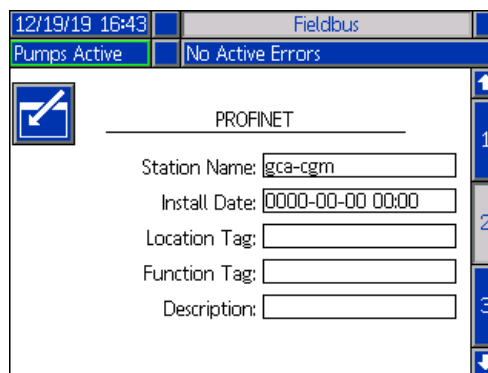 12/19/19 16:43 Fieldbus
Pumps Active No Active Errors
PROFINET
1
Station Name: gca-cgm
Install Date: 0000-00-00 00:00
2
Location Tag:
Function Tag:
Description:
3